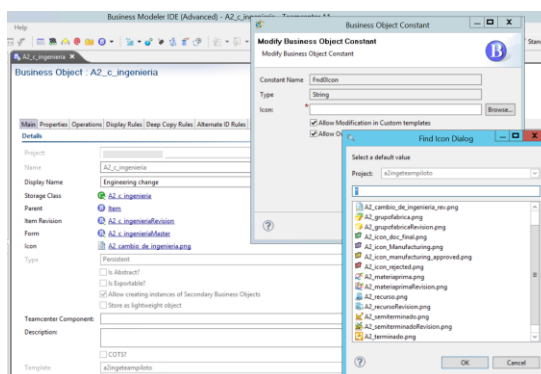 Business Modeler IDE (Advanced) - A2_c_ingenieria - Teamcenter 11
Help
A2_c_ingenieria
Business Object : A2_c_ingenieria
Main Properties Operations Display Rules Deep Copy Rules Alternate ID Rules
Details
Project:
Name A2_c_ingenieria
Display Name Engineering change
Storage Class A2_c_ingenieria
Parent Item
Item Revision A2_c_ingenieriaRevision
Form A2_c_ingenieriaMaster
Icon A2_cambio_de_ingenieria.png
Type Persistent
Is Abstract?
Is Exportable?
Allow creating instances of Secondary Business Objects
Store as lightweight object
Teamcenter Component:
Description:
COTS?
Template: a2ingeteampiloto
Business Object Constant
Modify Business Object Constant
Modify Business Object Constant
B
Constant Name Fnd0Icon
Type String
Icon: * Browse...
Allow Modification in Custom templates
Find Icon Dialog
Select a default value
Project: a2ingeteampiloto
A2_cambio_de_ingenieria_rev.png
A2_grupofabrica.png
A2_grupofabricaRevision.png
A2_icon_doc_final.png
A2_icon_Manufacturing.png
A2_icon_manufacturing_approved.png
A2_icon_rejected.png
A2_materiaprima.png
A2_materiaprimaRevision.png
A2_recurso.png
A2_recursoRevision.png
A2_semiterminado.png
A2_semiterminadoRevision.png
A2_terminado.png
OK Cancel